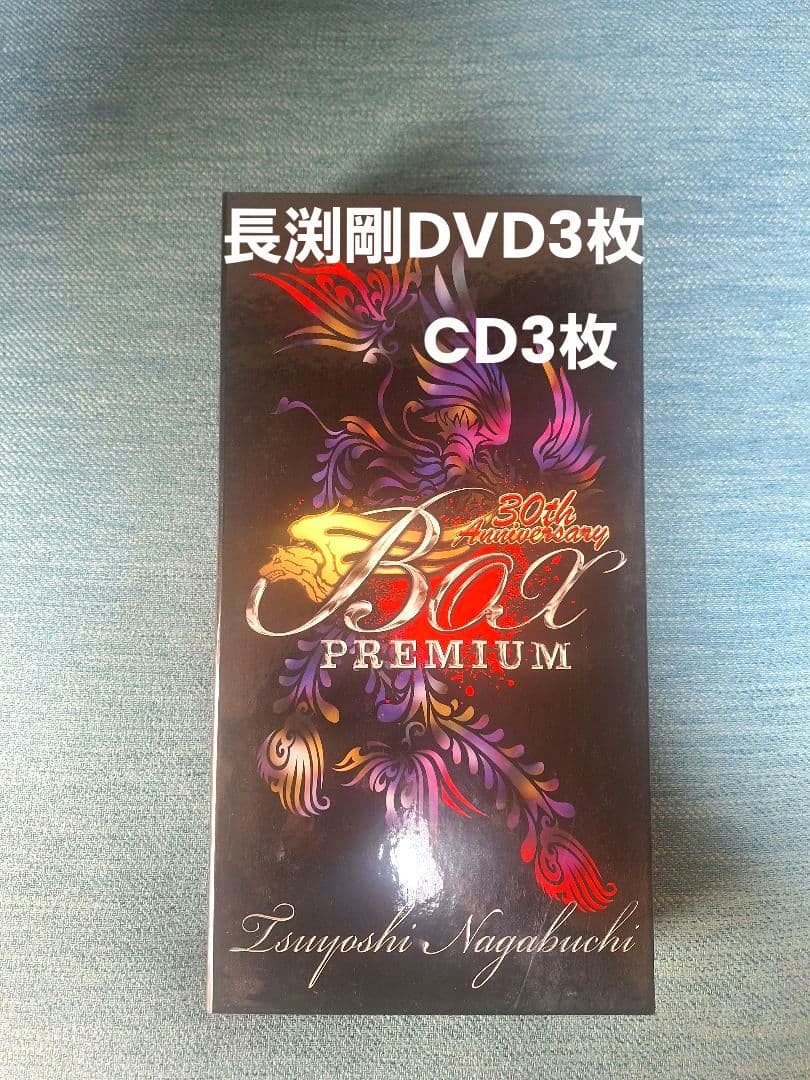 長渕剛DVD3枚
CD3枚
30th
Anniversary
Box
PREMIUM
Tsuyoshi Nagabuchi